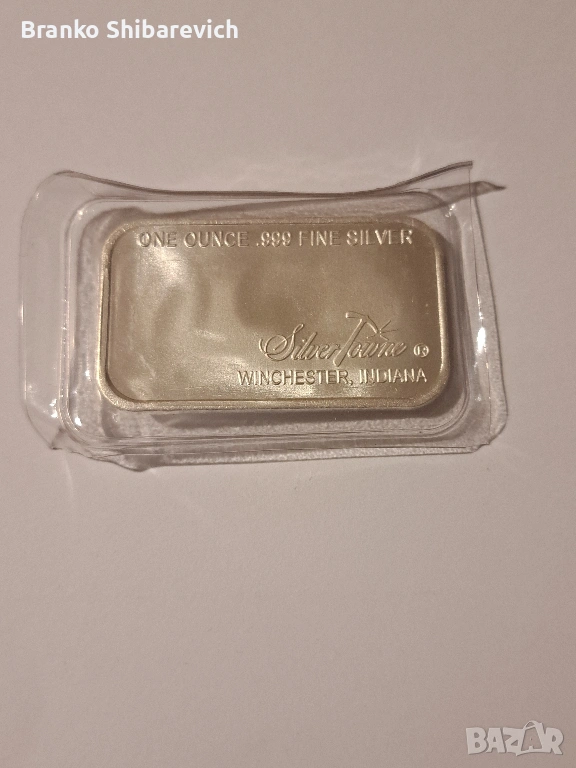 Branko Shibarevich
ONE OUNCE .999 FINE SILVER
SilverTowne ®
WINCHESTER, INDIANA
BAZAR